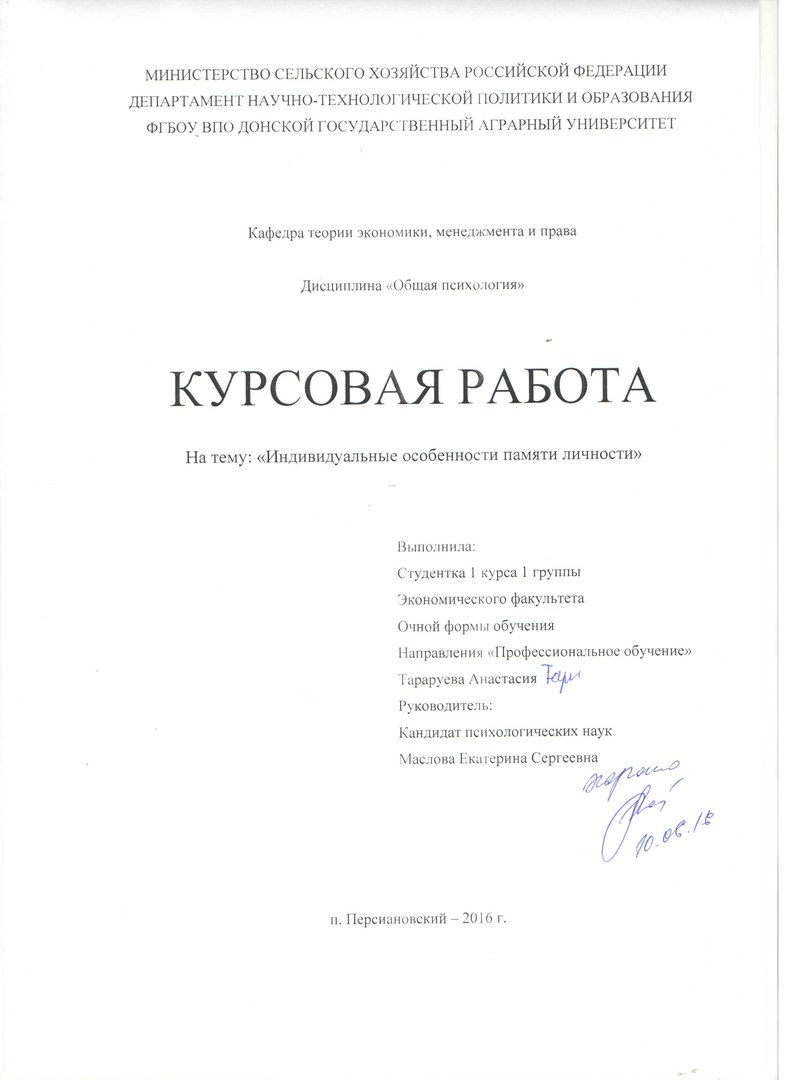 МИНИСТЕРСТВО СЕЛЬСКОГО ХОЗЯЙСТВА РОССИЙСКОЙ ФЕДЕРАЦИИ
ДЕПАРТАМЕНТ НАУЧНО-ТЕХНОЛОГИЧЕСКОЙ ПОЛИТИКИ И ОБРАЗОВАНИЯ
ФГБОУ ВПО ДОНСКОЙ ГОСУДАРСТВЕННЫЙ АГРАРНЫЙ УНИВЕРСИТЕТ
Кафедра теории экономики, менеджмента и права
Дисциплина «Общая психология»
КУРСОВАЯ РАБОТА
На тему: «Индивидуальные особенности памяти личности»
Выполнила:
Студентка 1 курса 1 группы
Экономического факультета
Очной формы обучения
Направления «Профессиональное обучение»
Тараруева Анастасия
Руководитель:
Кандидат психологических наук
Маслова Екатерина Сергеевна
хорошо
10.06.16
п. Персиановский – 2016 г.